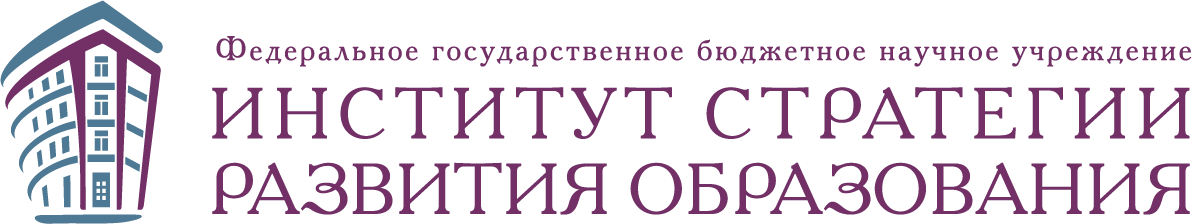 Федеральное государственное бюджетное научное учреждение
ИНСТИТУТ СТРАТЕГИИ
РАЗВИТИЯ ОБРАЗОВАНИЯ